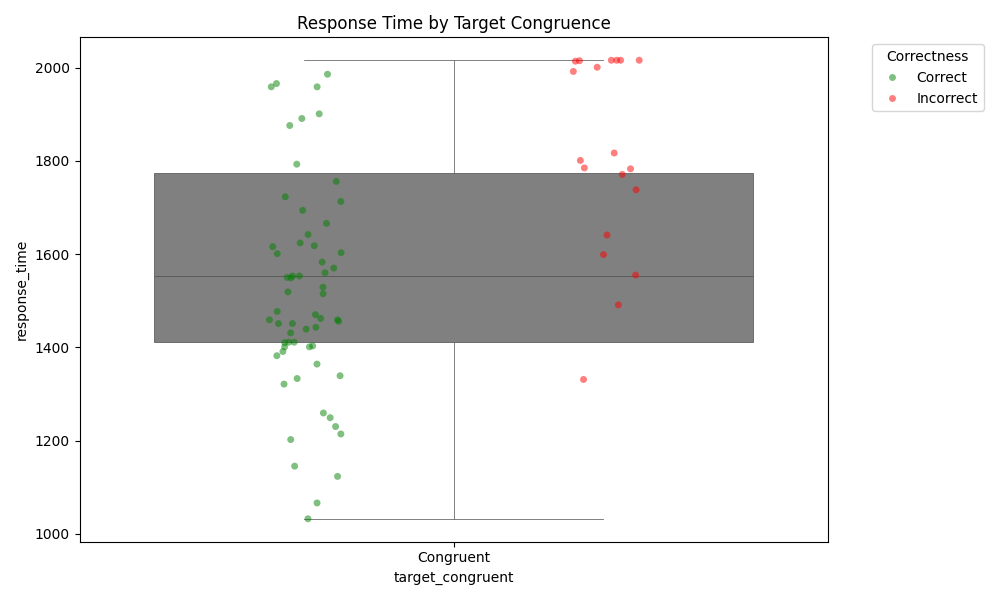 Response Time by Target Congruence
Correctness
Correct
Incorrect
response_time
2000
1800
1600
1400
1200
1000
Congruent
target_congruent